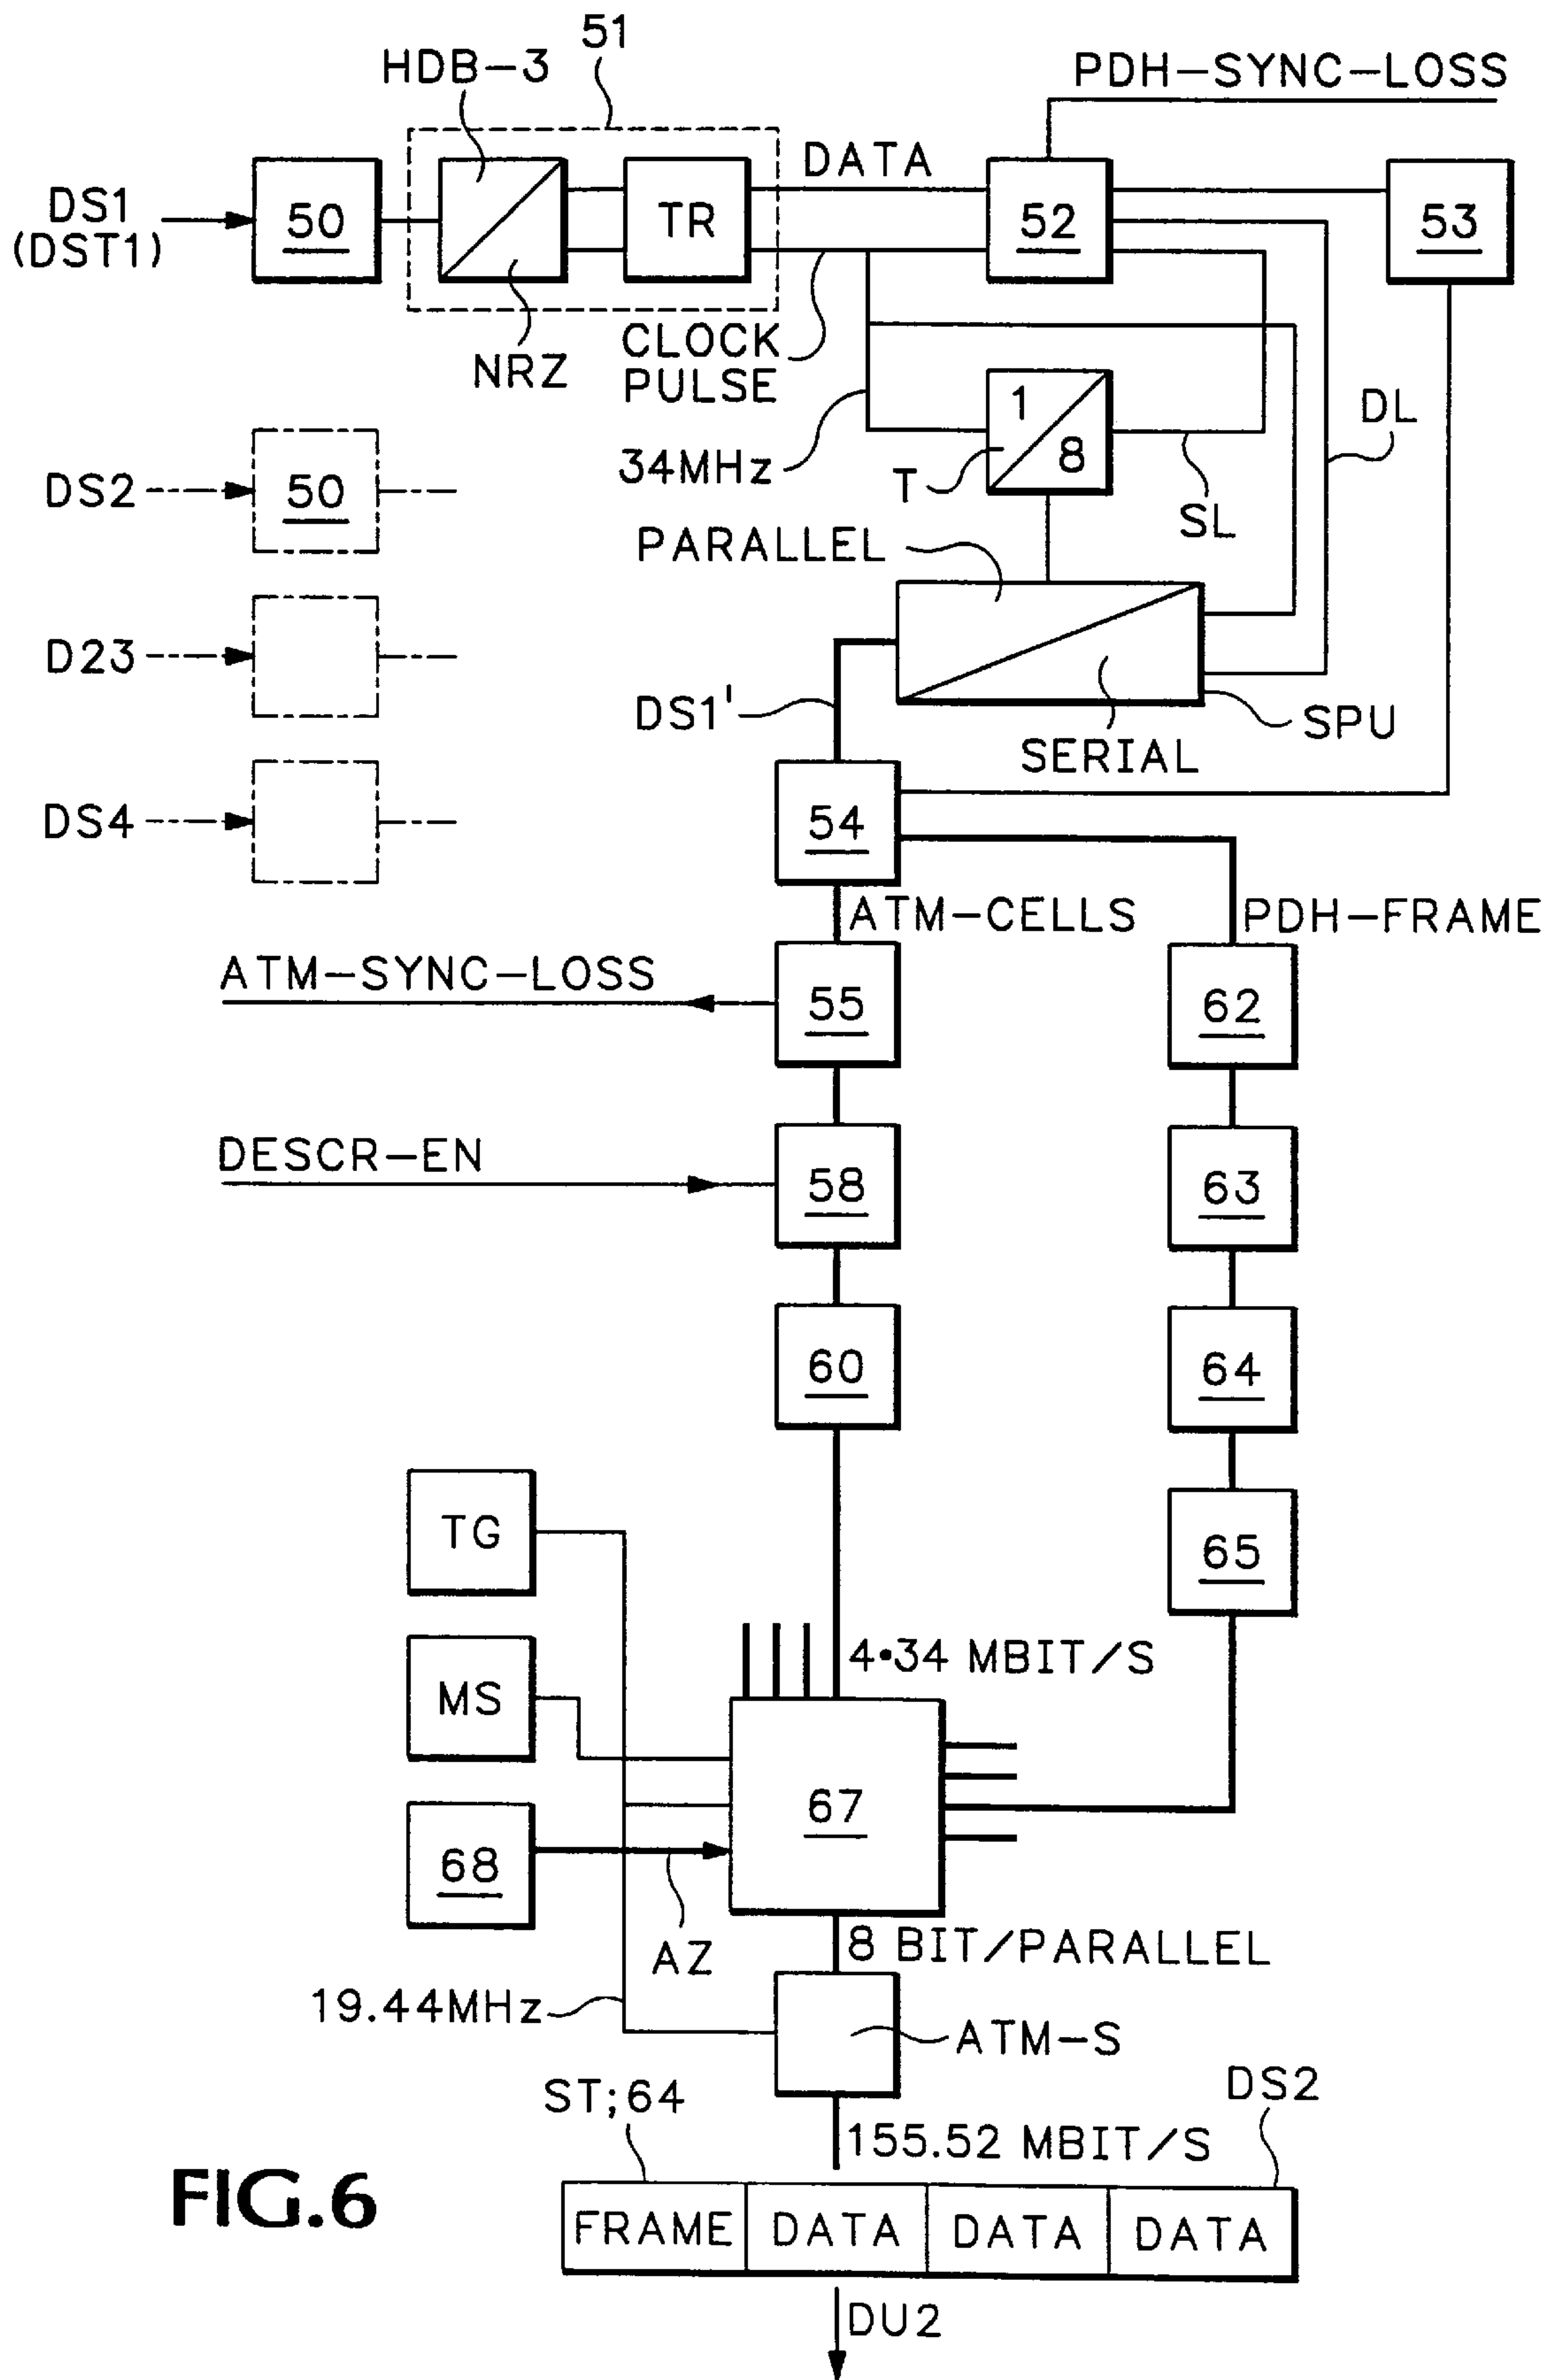 51
HDB-3
PDH-SYNC-LOSS
DATA
DS1
(DST1)
50
TR
52
53
NRZ
CLOCK
PULSE
1
8
DL
34MHz
T
SL
DS2
50
PARALLEL
D23
DS1'
SPU
SERIAL
DS4
54
ATM-CELLS
PDH-FRAME
ATM-SYNC-LOSS
55
62
DESCR-EN
58
63
60
64
TG
65
4•34 MBIT/S
MS
67
68
AZ
8 BIT/PARALLEL
19.44MHz
ATM-S
ST;64
DS2
155.52 MBIT/S
FIG.6
FRAME
DATA
DATA
DATA
DU2